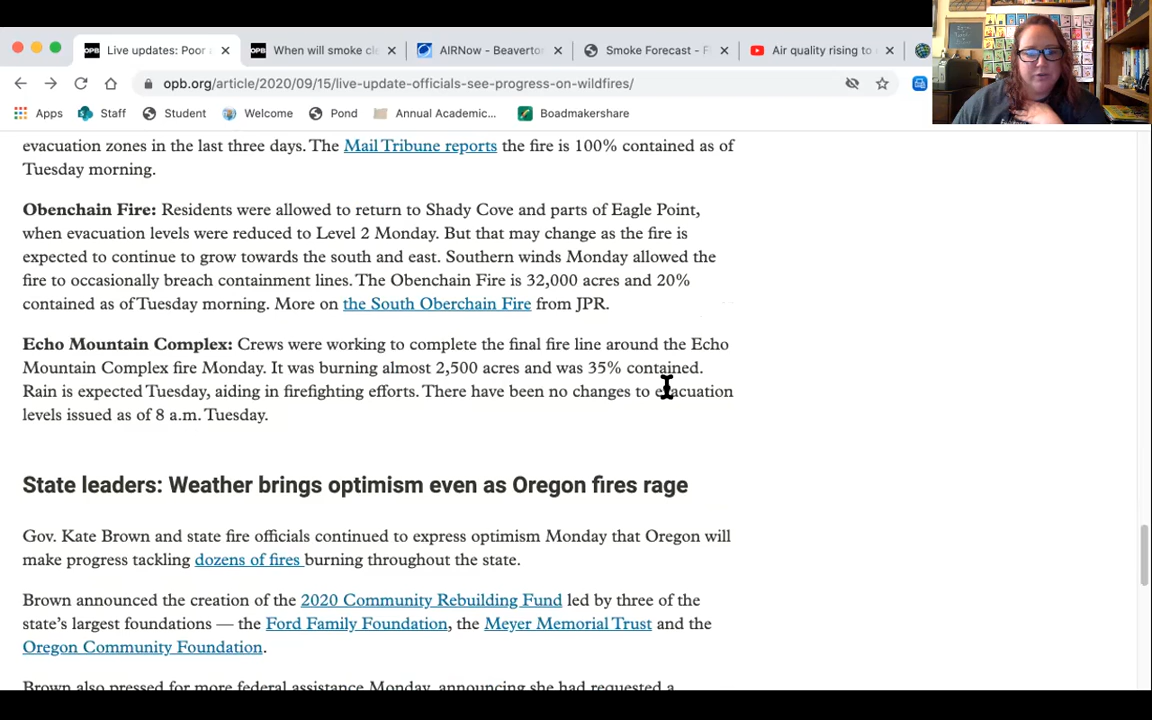 Live updates: Poor a
When will smoke cle
AIRNow - Beaverton
Smoke Forecast - F
Air quality rising to
opb.org/article/2020/09/15/live-update-officials-see-progress-on-wildfires/
Apps Staff Student Welcome Pond Annual Academic... Boadmakershare
evacuation zones in the last three days. The Mail Tribune reports the fire is 100% contained as of
Tuesday morning.
Obenchain Fire: Residents were allowed to return to Shady Cove and parts of Eagle Point,
when evacuation levels were reduced to Level 2 Monday. But that may change as the fire is
expected to continue to grow towards the south and east. Southern winds Monday allowed the
fire to occasionally breach containment lines. The Obenchain Fire is 32,000 acres and 20%
contained as of Tuesday morning. More on the South Oberchain Fire from JPR.
Echo Mountain Complex: Crews were working to complete the final fire line around the Echo
Mountain Complex fire Monday. It was burning almost 2,500 acres and was 35% contained.
Rain is expected Tuesday, aiding in firefighting efforts. There have been no changes to evacuation
levels issued as of 8 a.m. Tuesday.
State leaders: Weather brings optimism even as Oregon fires rage
Gov. Kate Brown and state fire officials continued to express optimism Monday that Oregon will
make progress tackling dozens of fires burning throughout the state.
Brown announced the creation of the 2020 Community Rebuilding Fund led by three of the
state's largest foundations — the Ford Family Foundation, the Meyer Memorial Trust and the
Oregon Community Foundation.
Brown also pressed for more federal assistance Monday, announcing she had requested a